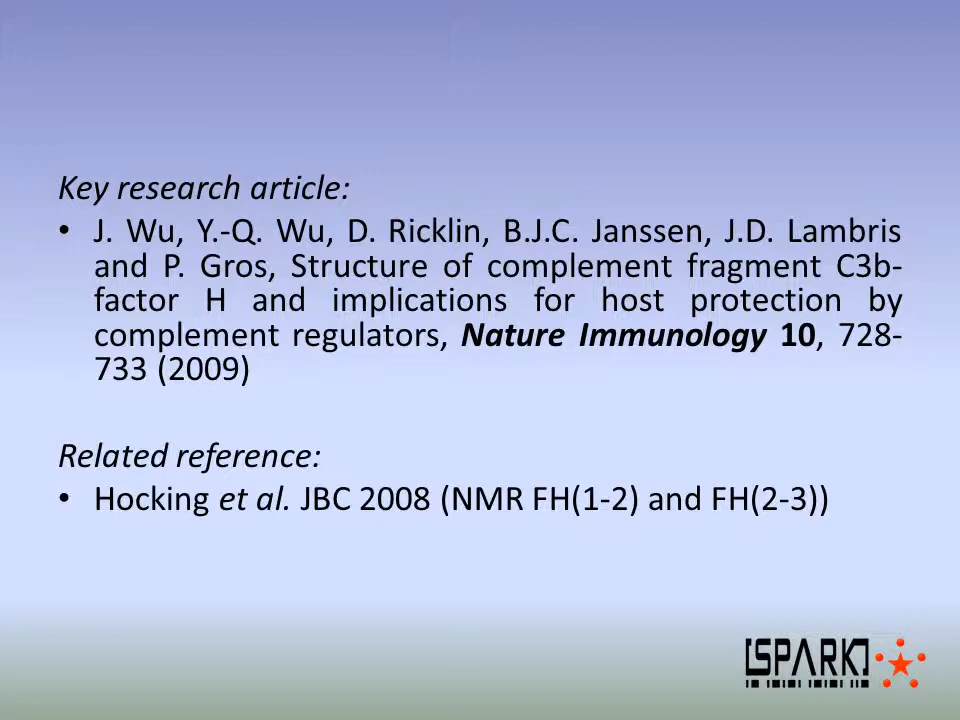 Key research article:
• J. Wu, Y.-Q. Wu, D. Ricklin, B.J.C. Janssen, J.D. Lambris
and P. Gros, Structure of complement fragment C3b-
factor H and implications for host protection by
complement regulators, Nature Immunology 10, 728-
733 (2009)
Related reference:
• Hocking et al. JBC 2008 (NMR FH(1-2) and FH(2-3))
[SPARK]